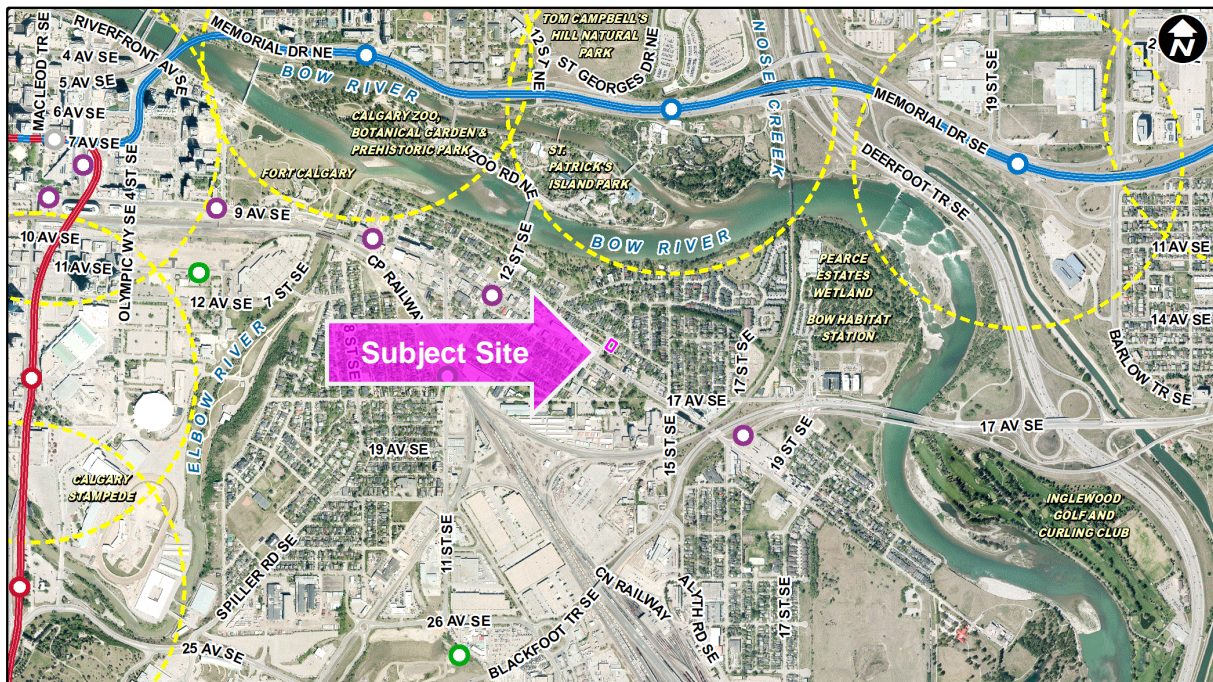 MACLEOD TR SE
RIVERFRONT AV SE
4 AV SE
5 AV SE
6 AV SE
7 AV SE
4 ST SE
OLYMPIC WY SE
MEMORIAL DR NE
BOW RIVER
TOM CAMPBELL'S
HILL NATURAL
PARK
12 ST NE
ST GEORGES DR NE
NOSE CREEK
19 ST SE
2
N
MEMORIAL DR SE
DEERFOOT TR SE
CALGARY ZOO,
BOTANICAL GARDEN &
PREHISTORIC PARK
ZOO RD NE
ST.
PATRICK'S
ISLAND PARK
FORT CALGARY
9 AV SE
10 AV SE
11 AV SE
12 AV SE
7 ST SE
CP RAILWAY
12 ST SE
BOW RIVER
PEARCE
ESTATES
WETLAND
BOW HABITAT
STATION
11 AV SE
14 AV SE
BARLOW TR SE
8 ST SE
Subject Site
ELBOW RIVER
17 ST SE
17 AV SE
17 AV SE
15 ST SE
19 ST SE
19 AV SE
CALGARY
STAMPEDE
INGLEWOOD
GOLF AND
CURLING CLUB
SPILLER RD SE
11 ST SE
CN RAILWAY
ALYTH RD SE
17 ST SE
26 AV SE
25 AV SE
BLACKFOOT TR SE